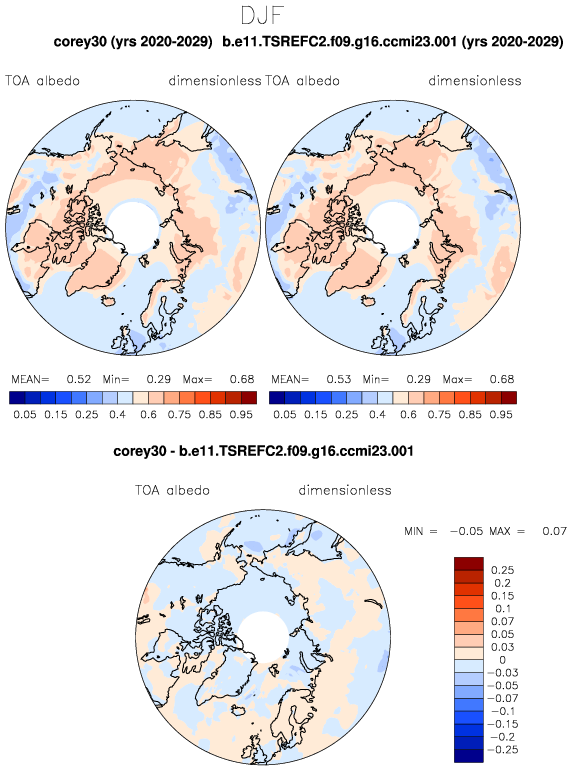 DJF
corey30 (yrs 2020-2029) b.e11.TSREFC2.f09.g16.ccmi23.001 (yrs 2020-2029)
TOA albedo dimensionless TOA albedo dimensionless
MEAN= 0.52 Min= 0.29 Max= 0.68 MEAN= 0.53 Min= 0.29 Max= 0.68
0.05 0.15 0.25 0.4 0.6 0.75 0.85 0.95 0.05 0.15 0.25 0.4 0.6 0.75 0.85 0.95
corey30 - b.e11.TSREFC2.f09.g16.ccmi23.001
TOA albedo dimensionless
MIN = -0.05 MAX = 0.07
0.25
0.2
0.15
0.1
0.07
0.05
0.03
0
-0.03
-0.05
-0.07
-0.1
-0.15
-0.2
-0.25